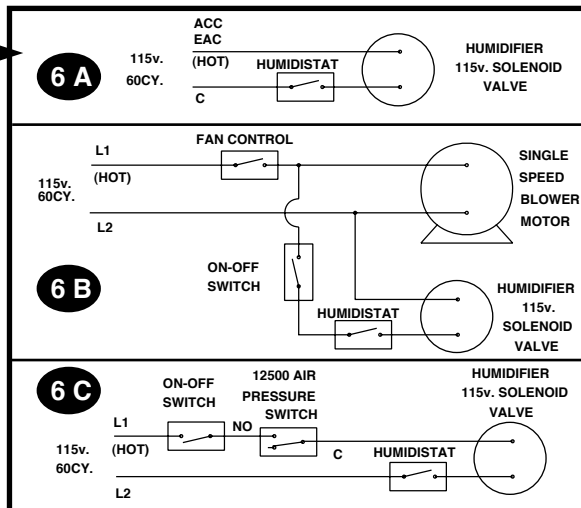 6 A
ACC
EAC
(HOT)
115v.
60CY.
C
HUMIDISTAT
HUMIDIFIER
115v. SOLENOID
VALVE
6 B
L1
(HOT)
115v.
60CY.
L2
FAN CONTROL
SINGLE
SPEED
BLOWER
MOTOR
ON-OFF
SWITCH
HUMIDISTAT
HUMIDIFIER
115v.
SOLENOID
VALVE
6 C
ON-OFF
SWITCH
12500 AIR
PRESSURE
SWITCH
HUMIDIFIER
115v. SOLENOID
VALVE
L1
(HOT)
NO
C
115v.
60CY.
HUMIDISTAT
L2